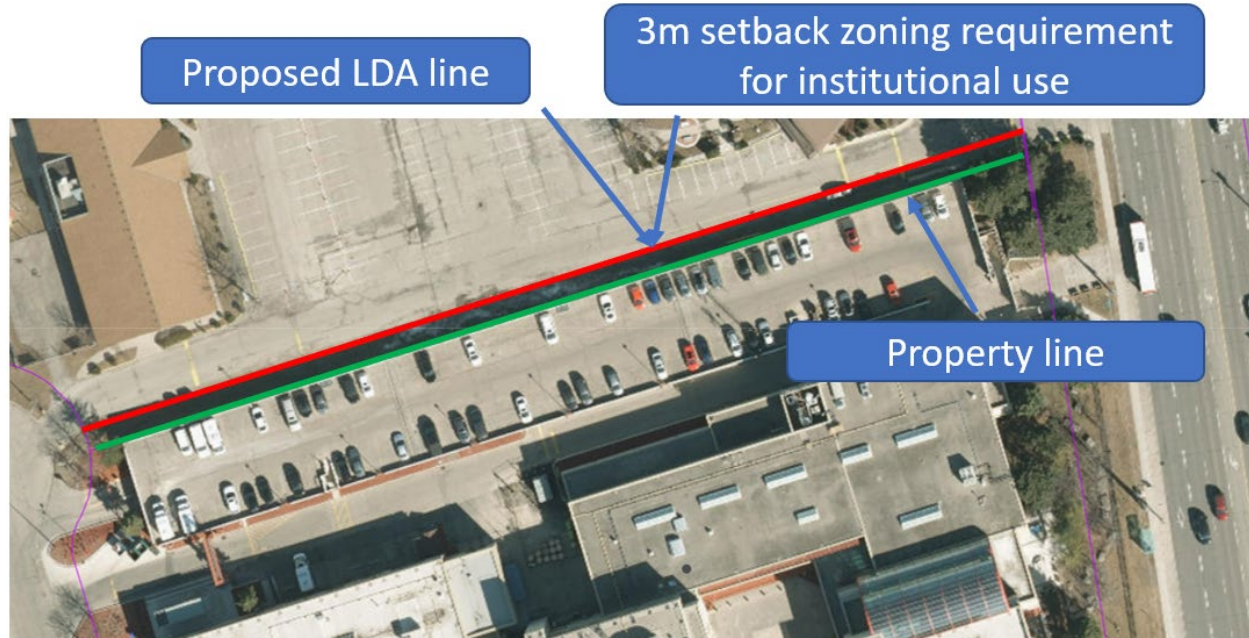 Proposed LDA line
3m setback zoning requirement
for institutional use
Property line